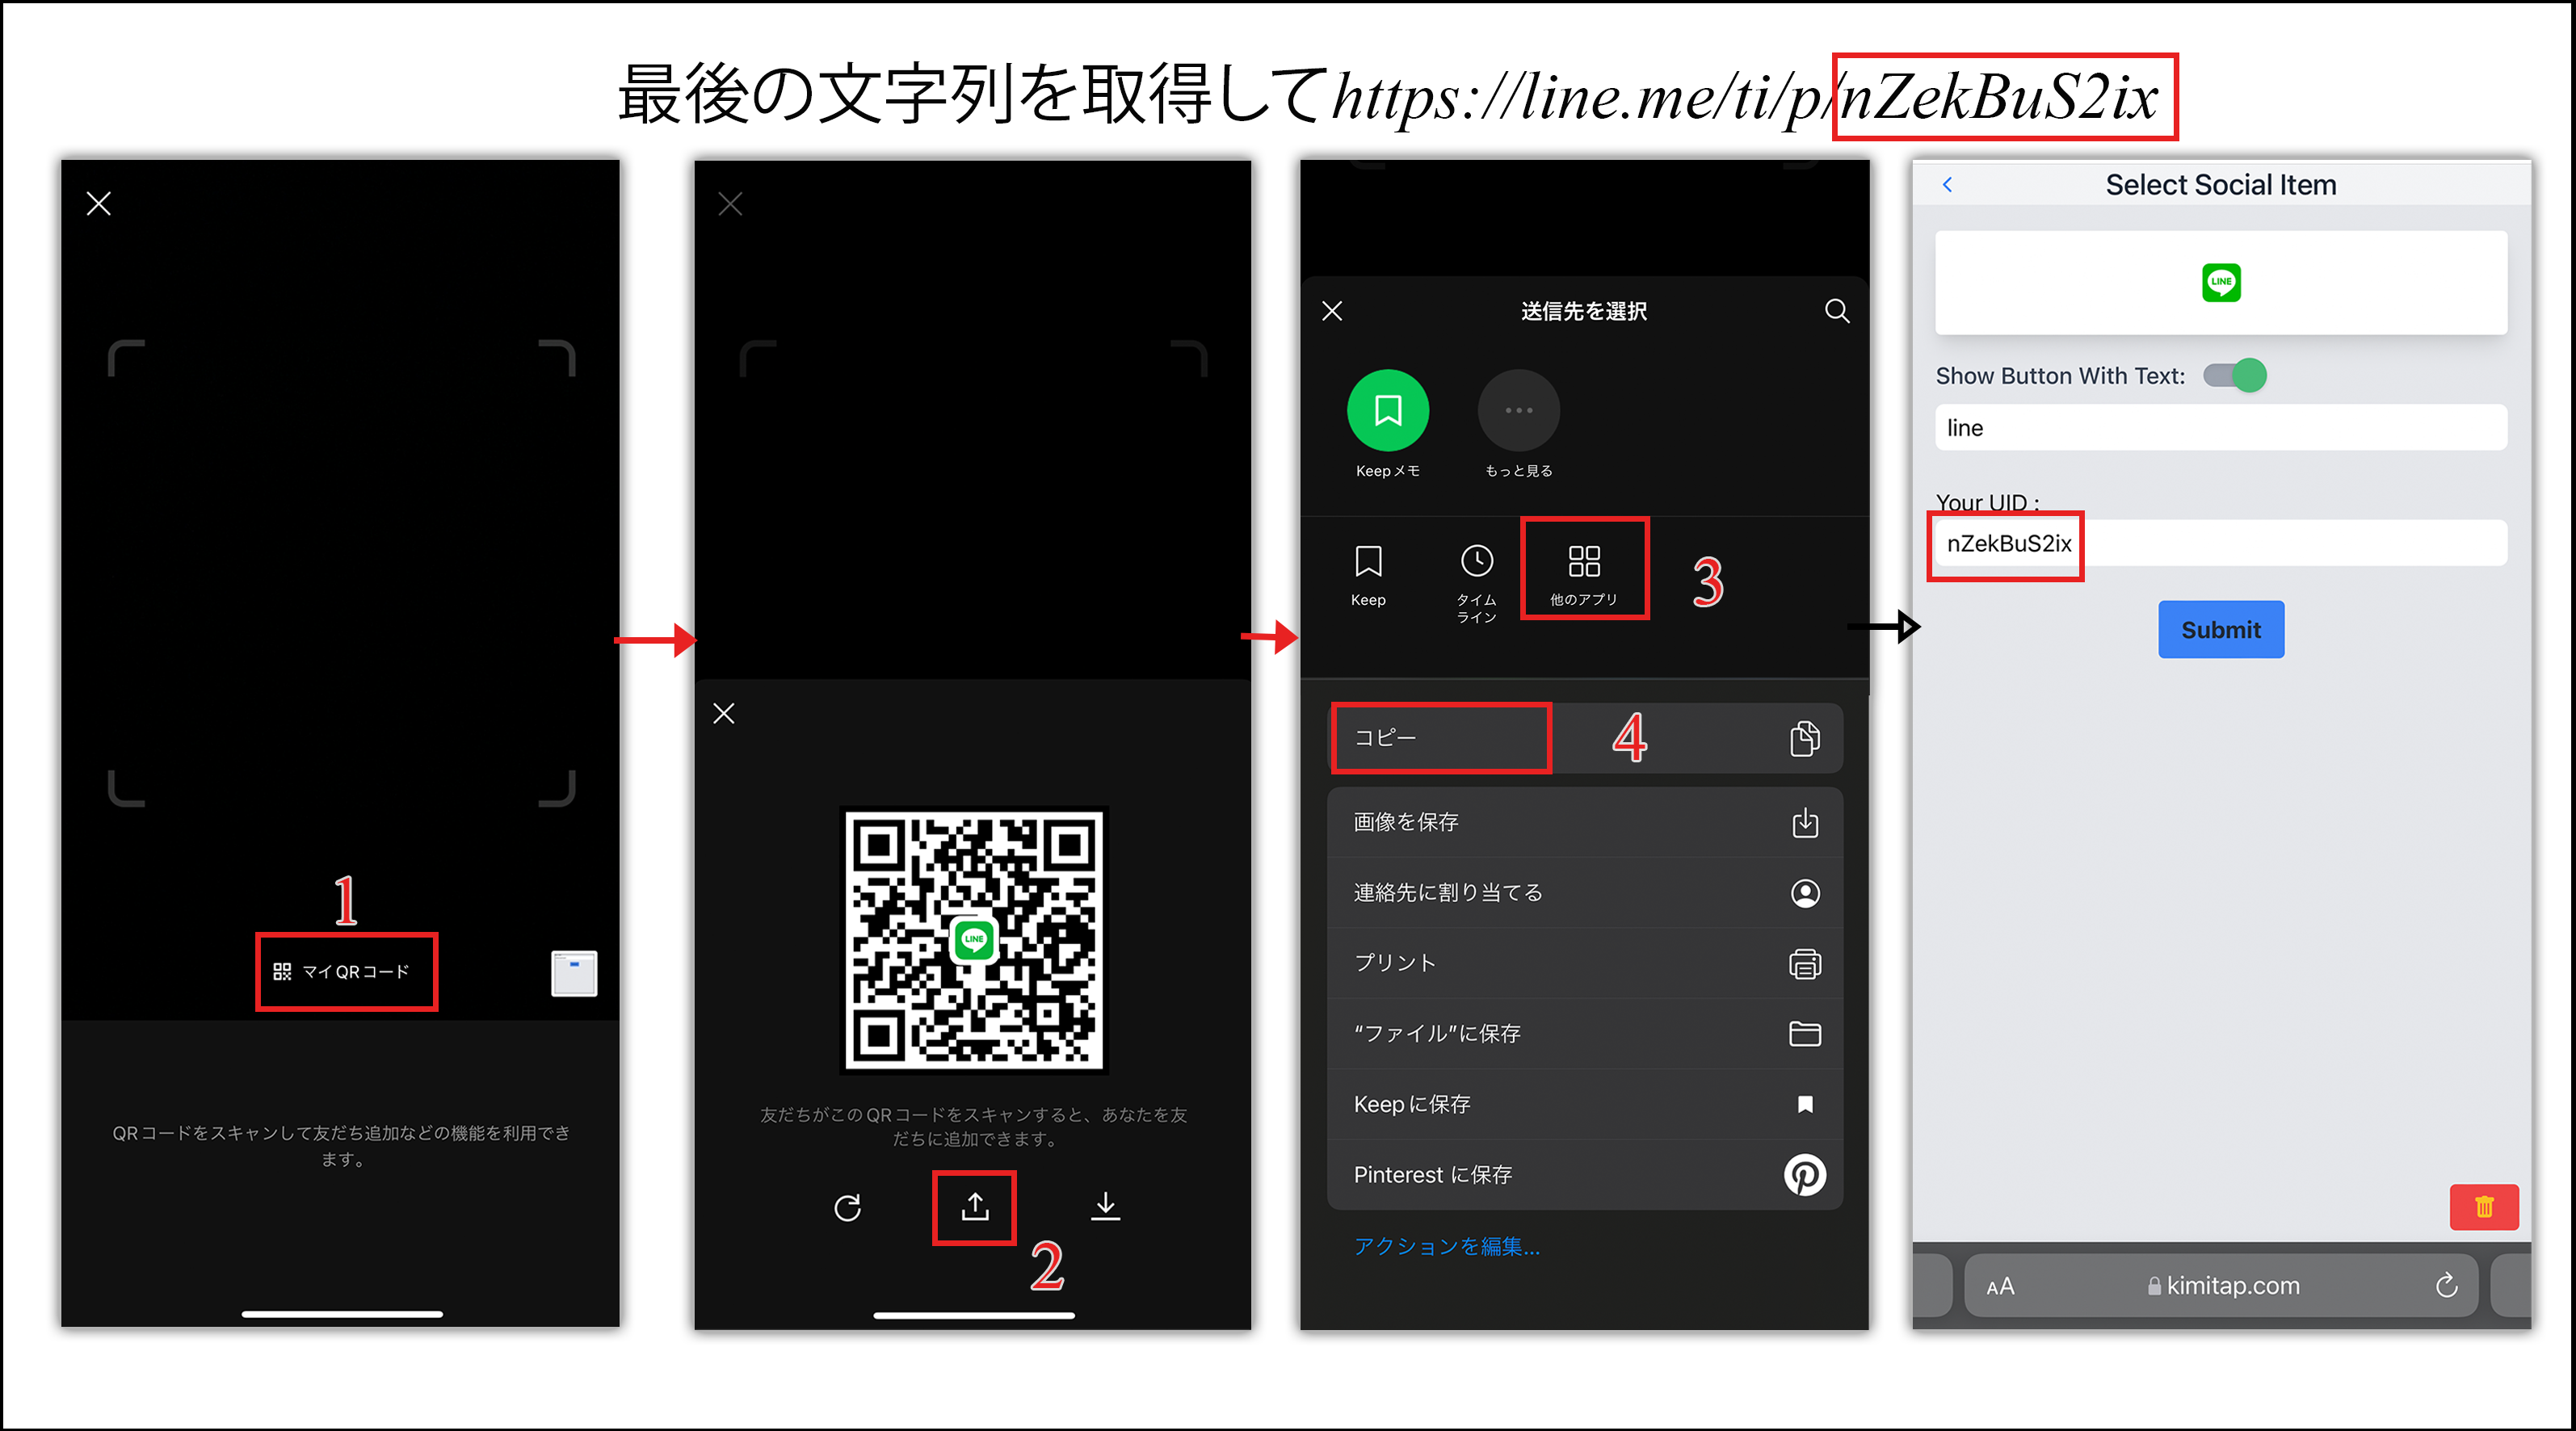 最後の文字列を取得してhttps://line.me/ti/p/nZekBuS2ix
1
マイQRコード
QRコードをスキャンして友だち追加などの機能を利用でき
ます。
LINE
友だちがこのQRコードをスキャンすると、あなたを友
だちに追加できます。
2
送信先を選択
Keepメモ
もっと見る
Keep
タイム
ライン
他のアプリ
3
コピー
4
画像を保存
連絡先に割り当てる
プリント
“ファイル”に保存
Keepに保存
Pinterest に保存
アクションを編集...
Select Social Item
LINE
Show Button With Text:
line
Your UID :
nZekBuS2ix
Submit
AA
kimitap.com